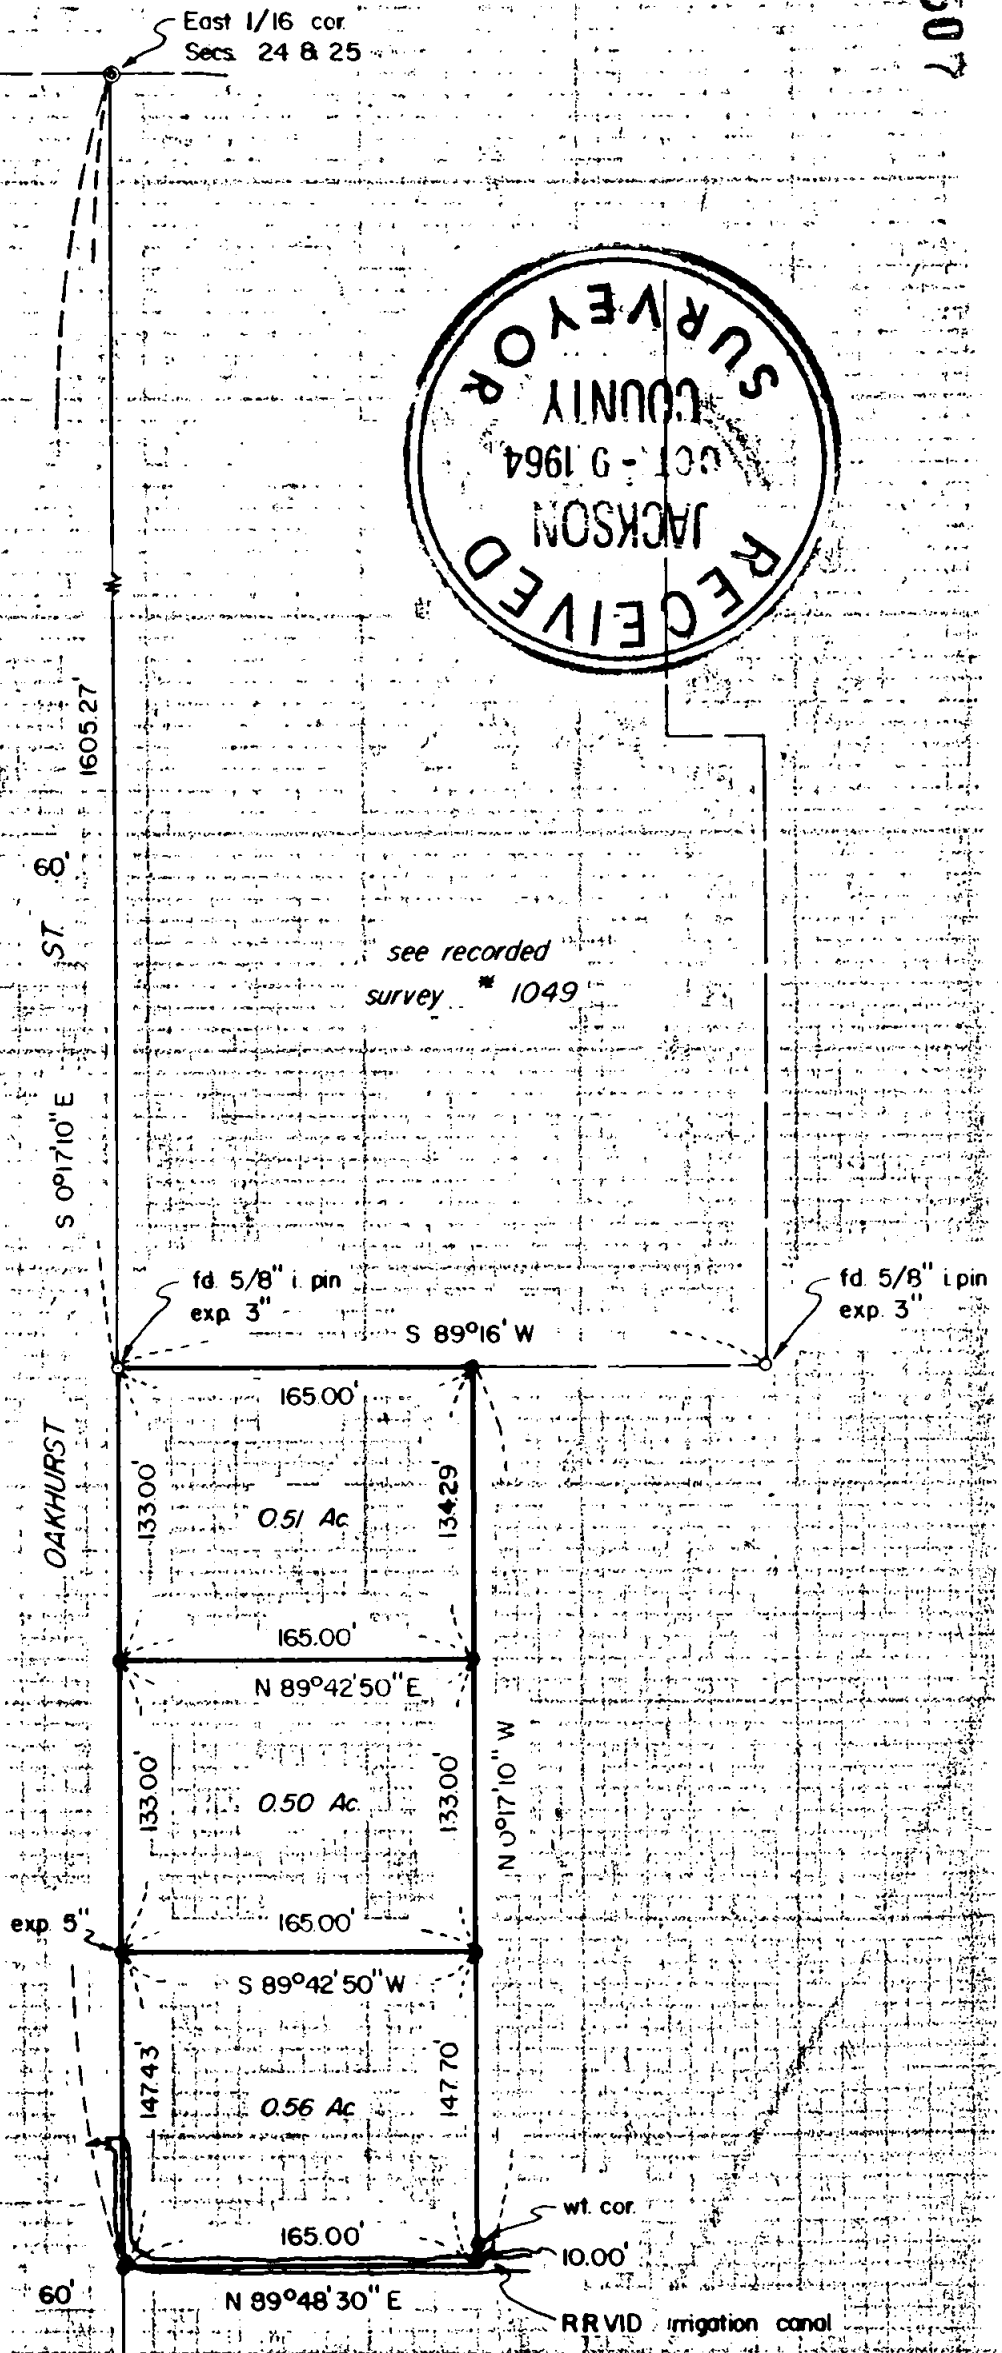 East 1/16 cor.
Secs. 24 & 25
507
SURVEYOR
COUNTY
OCT - 9 1964
JACKSON
RECEIVED
1605.27'
60'
ST.
see recorded
survey # 1049
S 0°17'10" E
fd. 5/8" i. pin
exp. 3"
fd. 5/8" i. pin
exp. 3"
S 89°16' W
165.00'
OAKHURST
133.00'
134.29'
0.51 Ac.
165.00'
N 89°42'50" E
133.00'
0.50 Ac.
133.00'
N 0°17'10" W
exp. 5"
165.00'
S 89°42'50" W
147.43'
147.70'
0.56 Ac.
wt. cor.
165.00'
10.00'
60'
N 89°48'30" E
RRVID irrigation canal